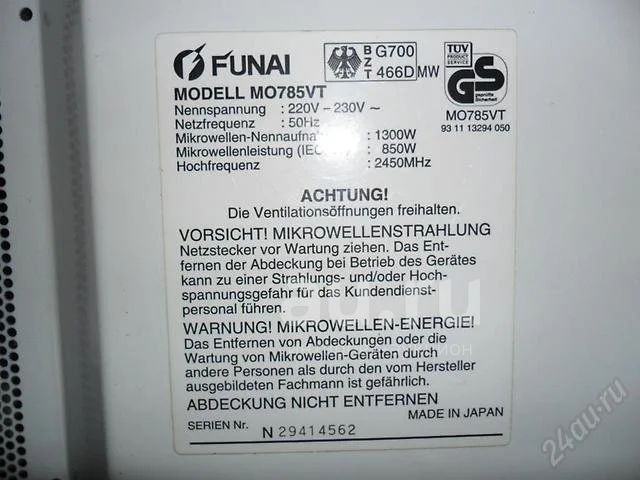 FUNAI
BZT G700 466D MW
TÜV PRODUCT SERVICE
GS geprüfte Sicherheit
MODELL MO785VT
MO785VT
93 11 13294 050
Nennspannung : 220V – 230V ~
Netzfrequenz : 50Hz
Mikrowellen-Nennaufnah : 1300W
Mikrowellenleistung (IEC : 850W
Hochfrequenz : 2450MHz
ACHTUNG!
Die Ventilationsöffnungen freihalten.
VORSICHT! MIKROWELLENSTRAHLUNG
Netzstecker vor Wartung ziehen. Das Ent-
fernen der Abdeckung bei Betrieb des Gerätes
kann zu einer Strahlungs- und/oder Hoch-
spannungsgefahr für das Kundendienst-
personal führen.
WARNUNG! MIKROWELLEN-ENERGIE!
Das Entfernen von Abdeckungen oder die
Wartung von Mikrowellen-Geräten durch
andere Personen als durch den vom Hersteller
ausgebildeten Fachmann ist gefährlich.
ABDECKUNG NICHT ENTFERNEN
MADE IN JAPAN
SERIEN Nr. N 29414562
au.ru
24au.ru